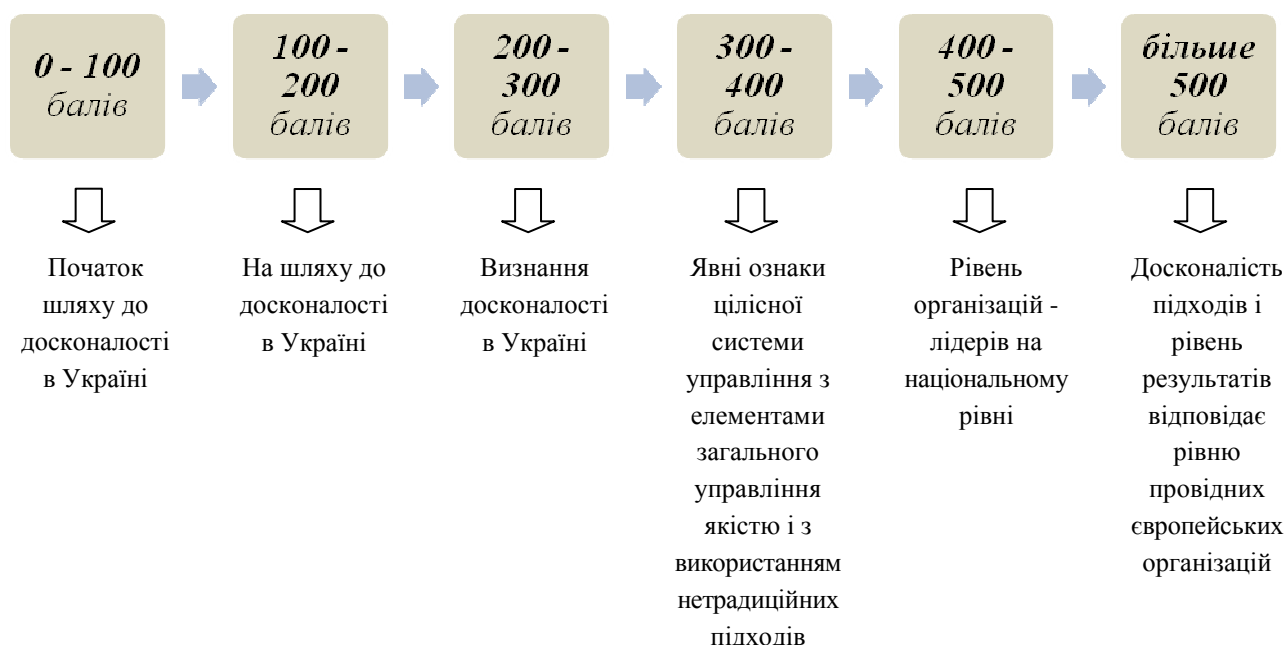 0 - 100
балів
100 -
200
балів
200 -
300
балів
300 -
400
балів
400 -
500
балів
більше
500
балів
Початок
шляху до
досконалості
в Україні
На шляху до
досконалості
в Україні
Визнання
досконалості
в Україні
Явні ознаки
цілісної
системи
управління з
елементами
загального
управління
якістю і з
використанням
нетрадиційних
підходів
Рівень
організацій -
лідерів на
національному
рівні
Досконалість
підходів і
рівень
результатів
відповідає
рівню
провідних
європейських
організацій